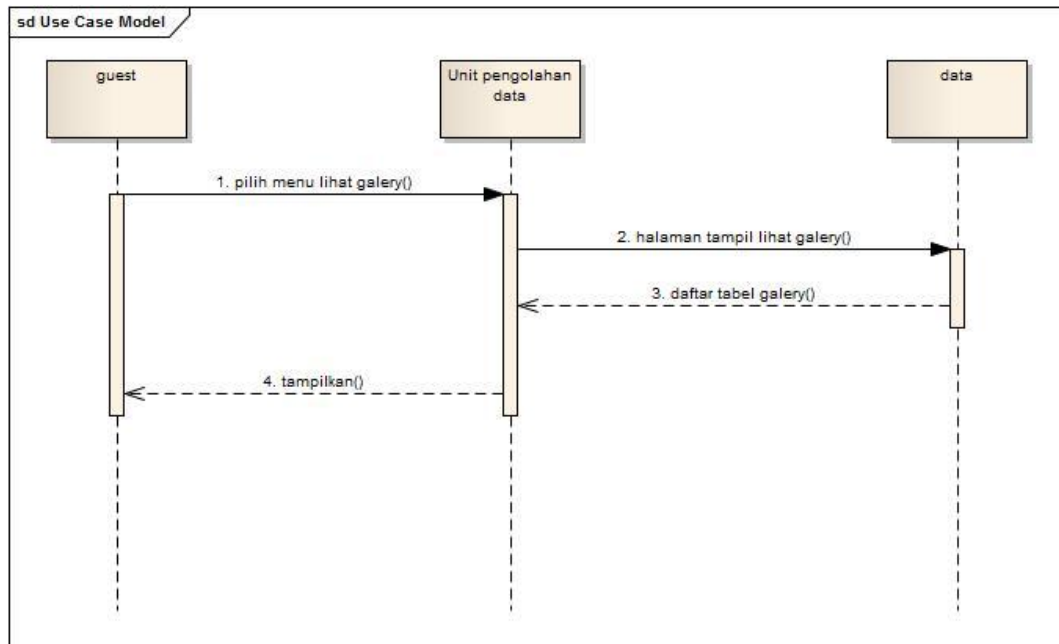 sd Use Case Model
guest
Unit pengolahan
data
data
1. pilih menu lihat galery()
2. halaman tampil lihat galery()
3. daftar tabel galery()
4. tampilkan()